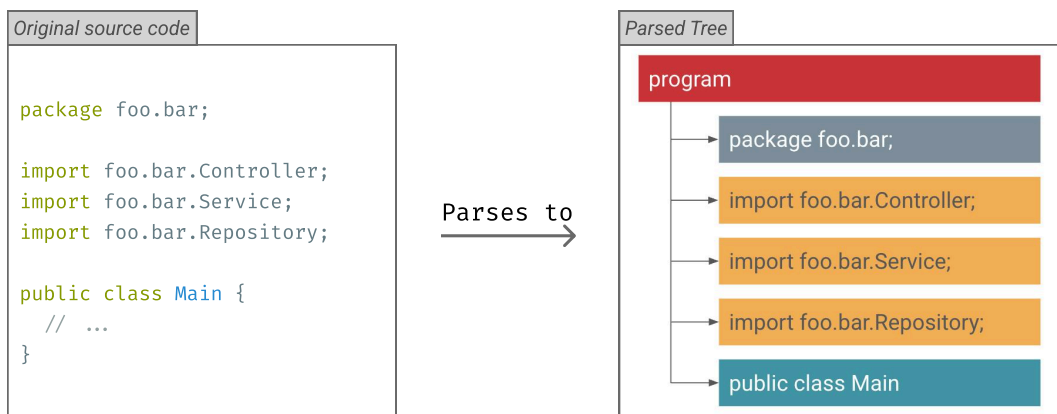 Original source code
package foo.bar;
import foo.bar.Controller;
import foo.bar.Service;
import foo.bar.Repository;
public class Main {
// ...
}
Parses to
Parsed Tree
program
package foo.bar;
import foo.bar.Controller;
import foo.bar.Service;
import foo.bar.Repository;
public class Main